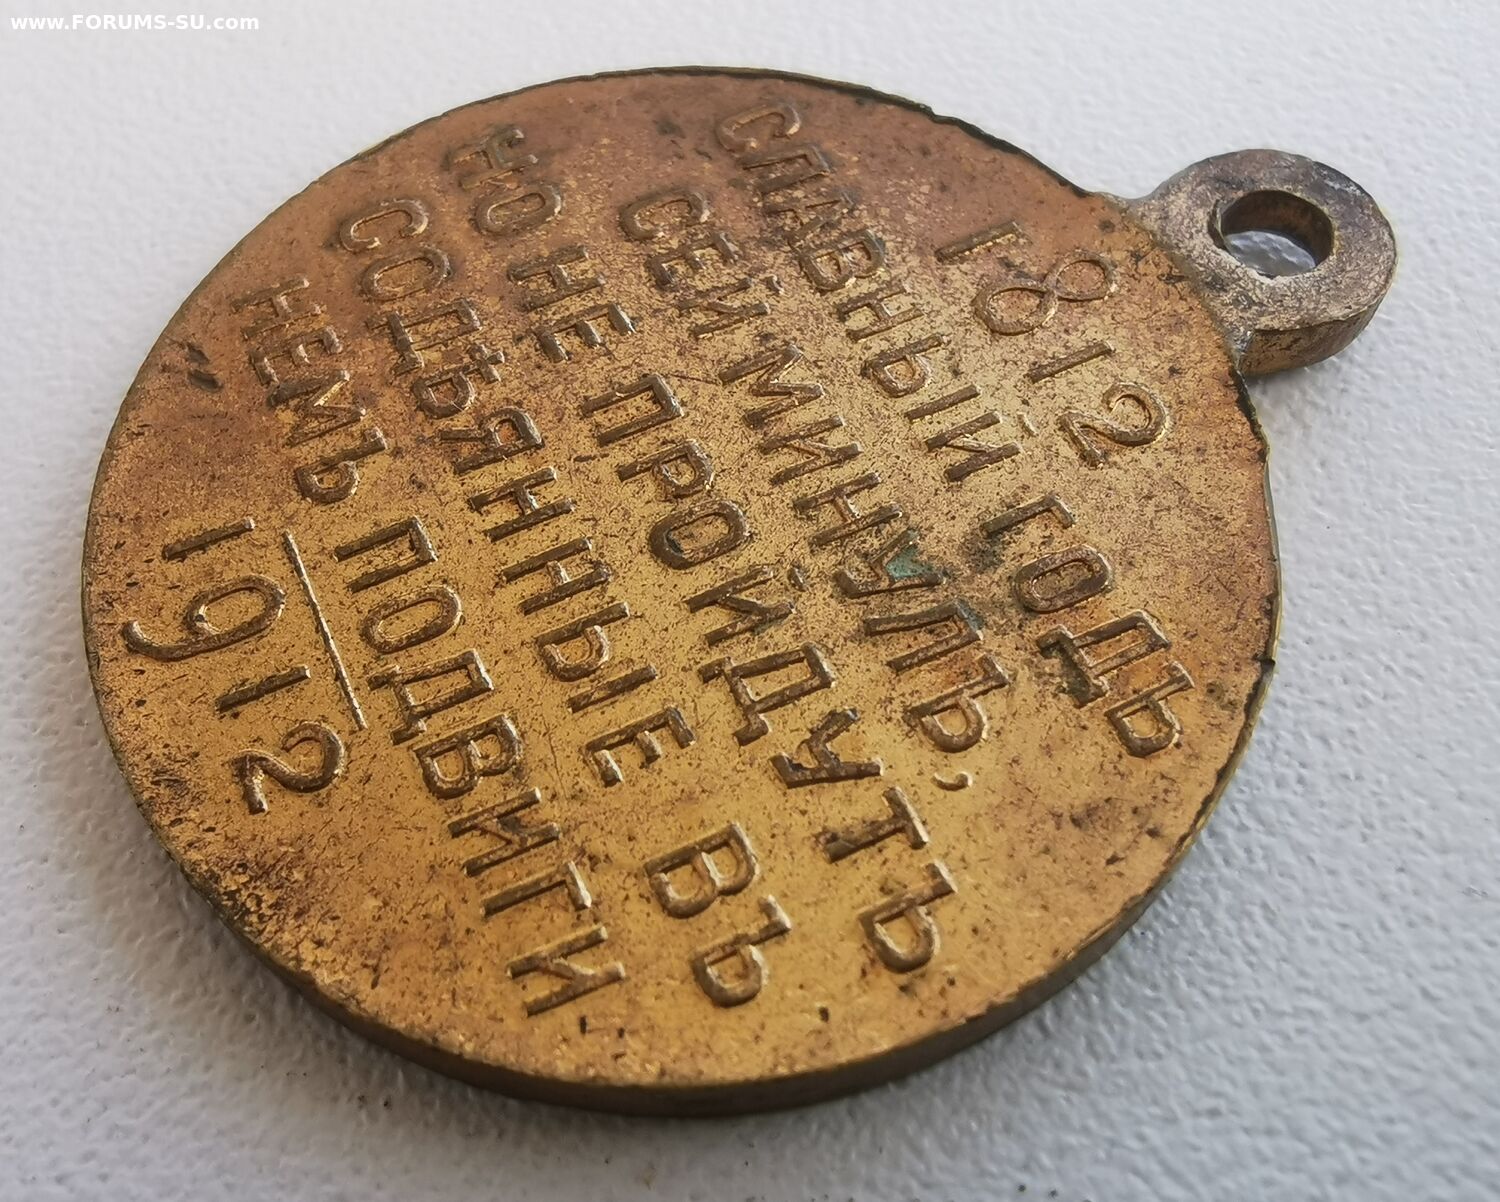 www.FORUMS-SU.com
1812
СЛАВНЫЙ ГОДЪ
СЕЙ МИНУЛЪ,
НО НЕ ПРОЙДУТЪ
СОДѢЯННЫЕ ВЪ
НЕМЪ ПОДВИГИ
1912